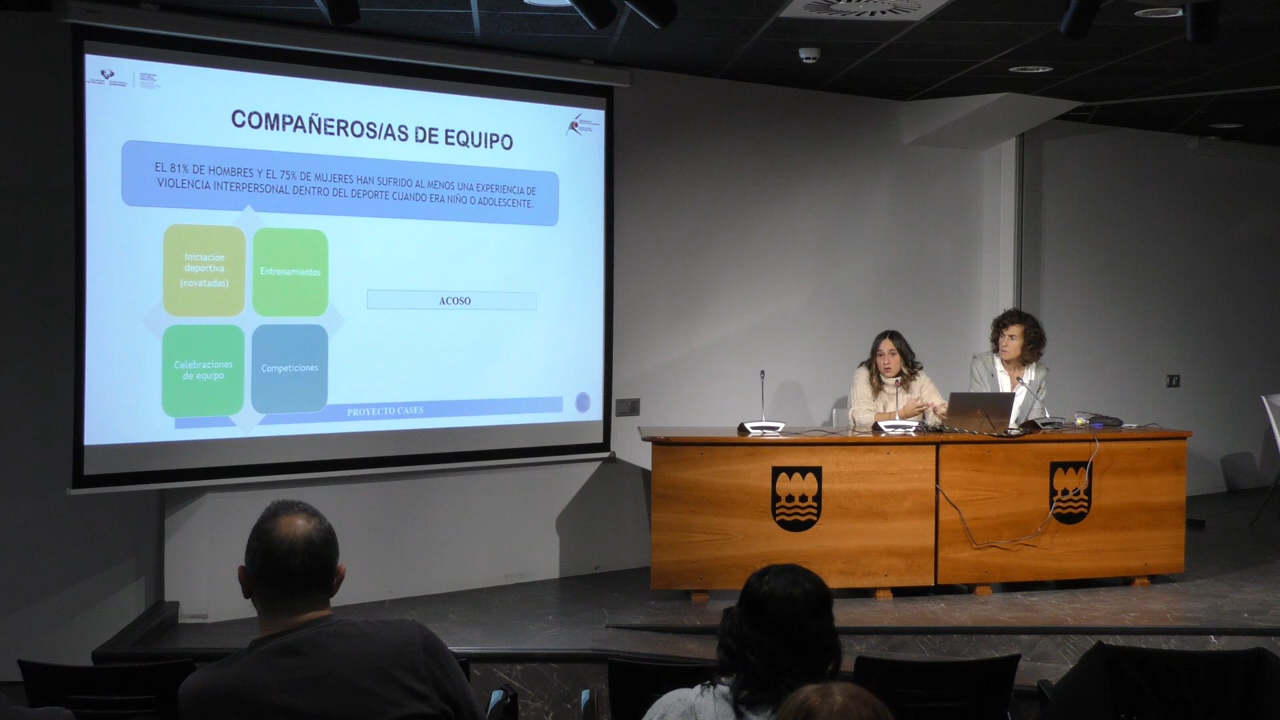 COMPAÑEROS/AS DE EQUIPO
EL 81% DE HOMBRES Y EL 75% DE MUJERES HAN SUFRIDO AL MENOS UNA EXPERIENCIA DE
VIOLENCIA INTERPERSONAL DENTRO DEL DEPORTE CUANDO ERA NIÑO O ADOLESCENTE.
Iniciación
deportiva
(novatadas)
Entrenamientos
ACOSO
Celebraciones
de equipo
Competiciones
PROYECTO CASES